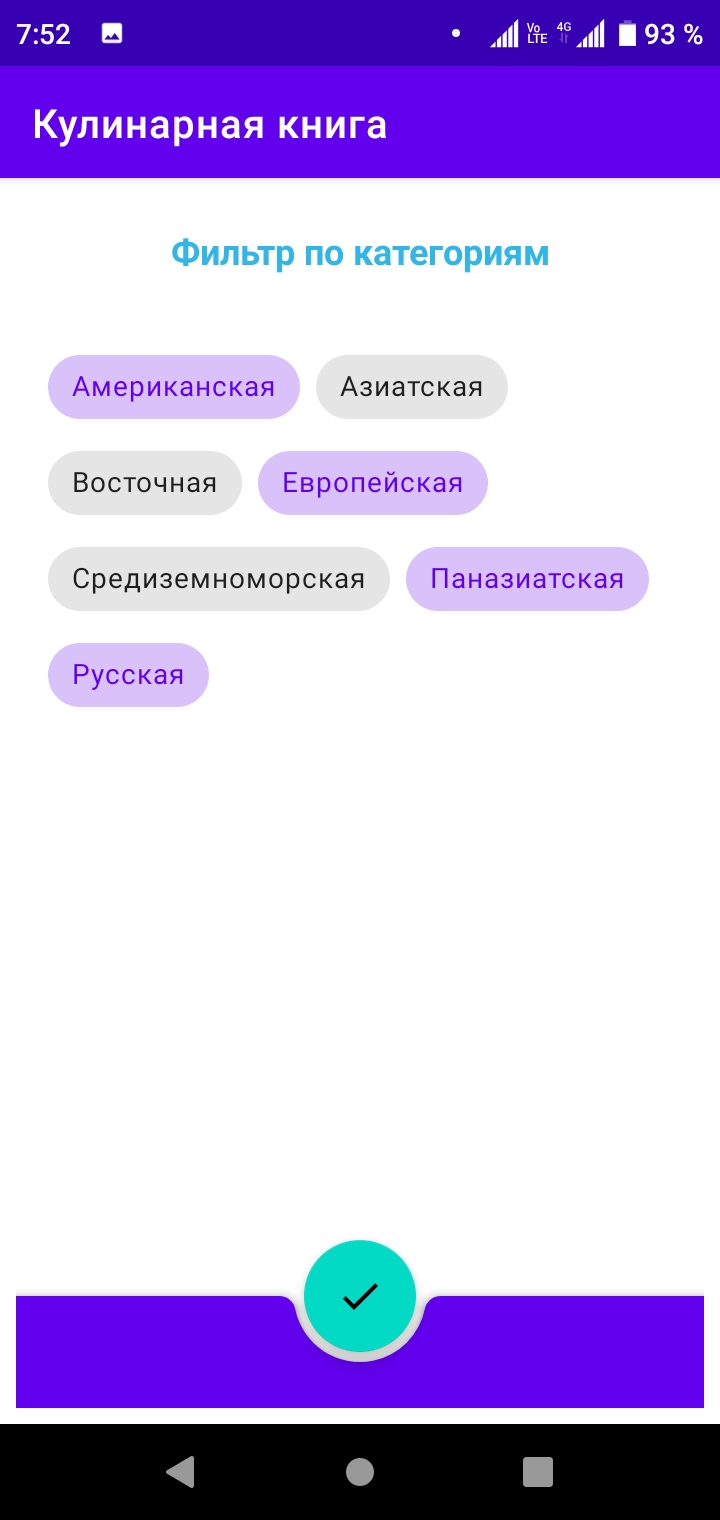 7:52 Vo LTE 4G 93 %
Кулинарная книга
Фильтр по категориям
Американская Азиатская
Восточная Европейская
Средиземноморская Паназиатская
Русская